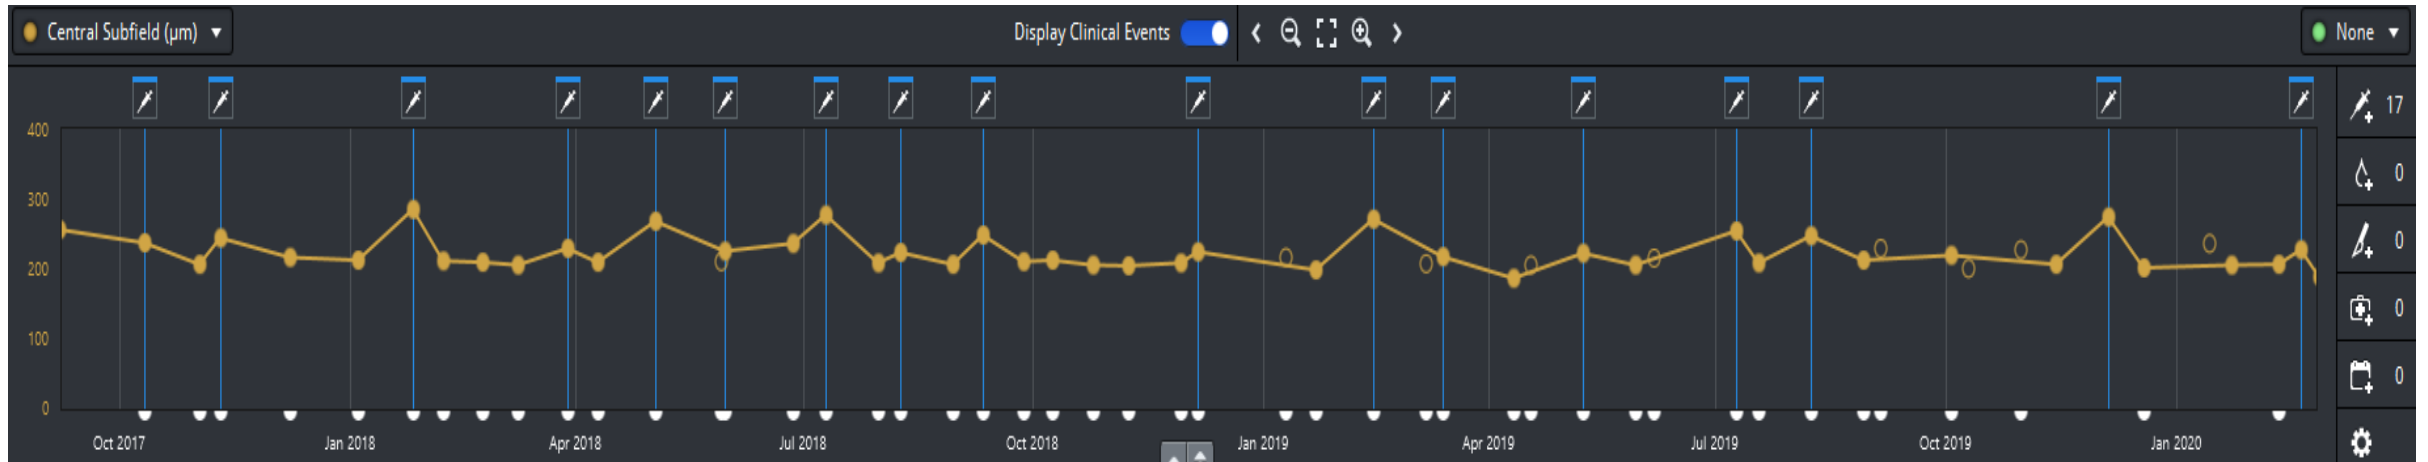 Central Subfield (µm)
Display Clinical Events
None
17
400
300
200
100
0
0
0
0
0
Oct 2017
Jan 2018
Apr 2018
Jul 2018
Oct 2018
Jan 2019
Apr 2019
Jul 2019
Oct 2019
Jan 2020